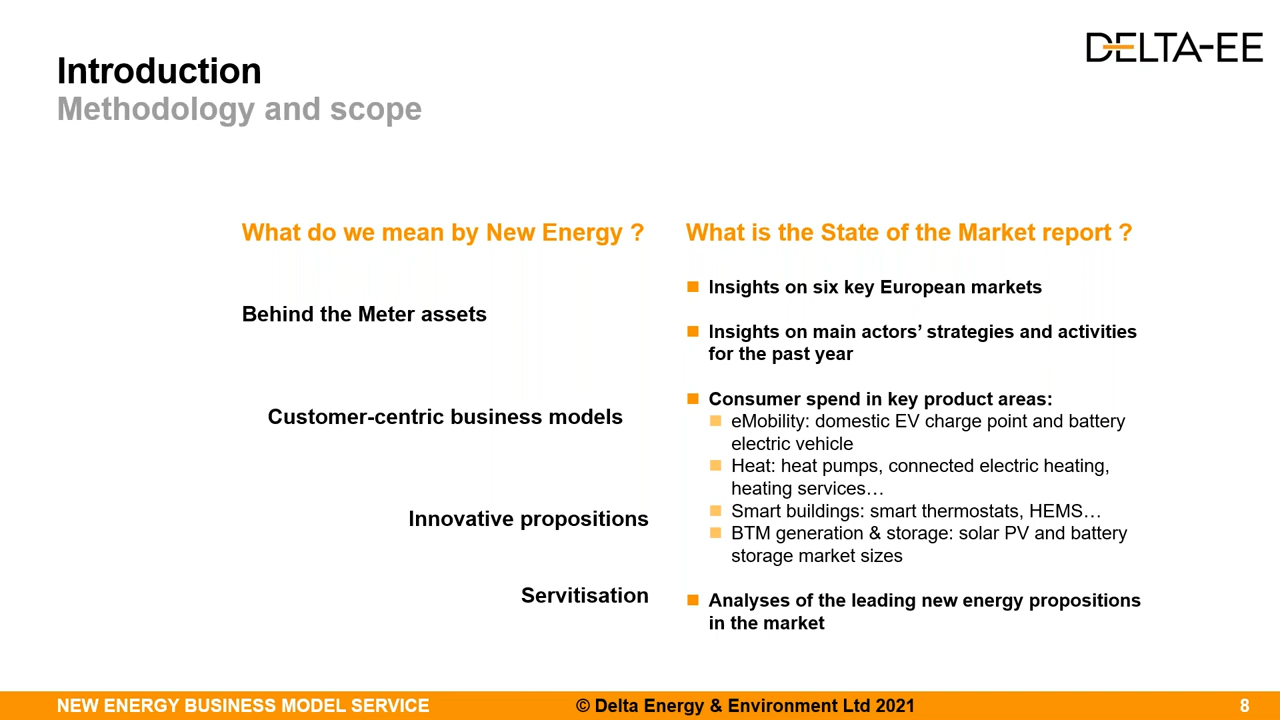 DELTA-EE
Introduction
Methodology and scope
What do we mean by New Energy ?
Behind the Meter assets
Customer-centric business models
Innovative propositions
Servitisation
What is the State of the Market report ?
Insights on six key European markets
Insights on main actors’ strategies and activities
for the past year
Consumer spend in key product areas:
eMobility: domestic EV charge point and battery
electric vehicle
Heat: heat pumps, connected electric heating,
heating services…
Smart buildings: smart thermostats, HEMS…
BTM generation & storage: solar PV and battery
storage market sizes
Analyses of the leading new energy propositions
in the market
NEW ENERGY BUSINESS MODEL SERVICE
© Delta Energy & Environment Ltd 2021
8